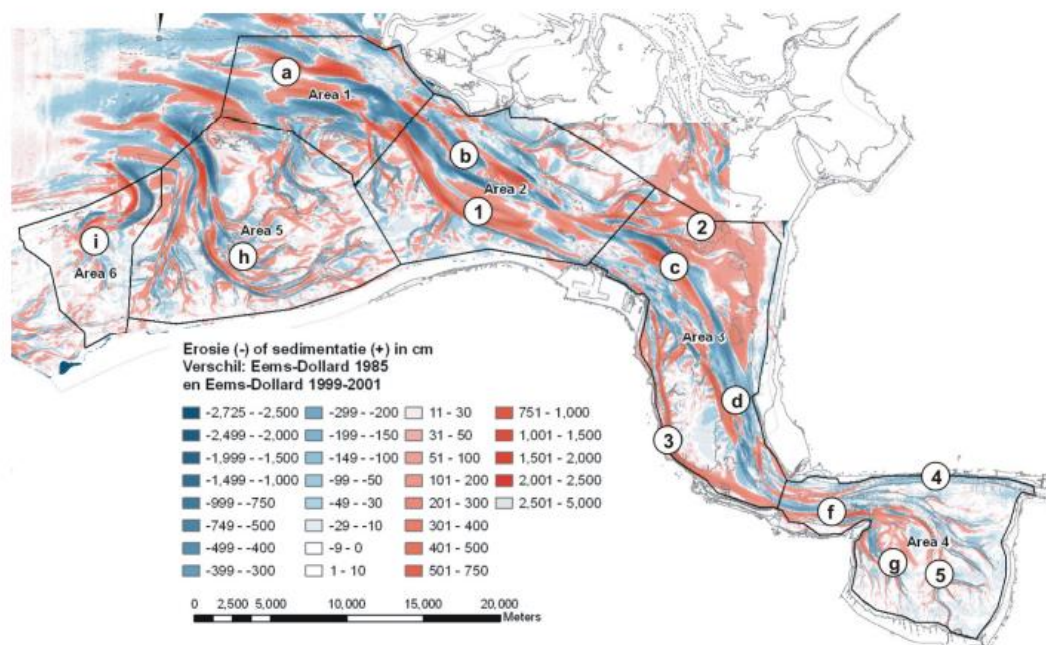 a
Area 1
b
Area 2
1
2
i
Area 6
Area 5
h
c
Area 3
d
3
4
f
Area 4
g
5
Erosie (-) of sedimentatie (+) in cm
Verschil: Eems-Dollard 1985
en Eems-Dollard 1999-2001
-2,725 - -2,500 -299 - -200 11 - 30 751 - 1,000
-2,499 - -2,000 -199 - -150 31 - 50 1,001 - 1,500
-1,999 - -1,500 -149 - -100 51 - 100 1,501 - 2,000
-1,499 - -1,000 -99 - -50 101 - 200 2,001 - 2,500
-999 - -750 -49 - -30 201 - 300 2,501 - 5,000
-749 - -500 -29 - -10 301 - 400
-499 - -400 -9 - 0 401 - 500
-399 - -300 1 - 10 501 - 750
0 2,500 5,000 10,000 15,000 20,000
Meters